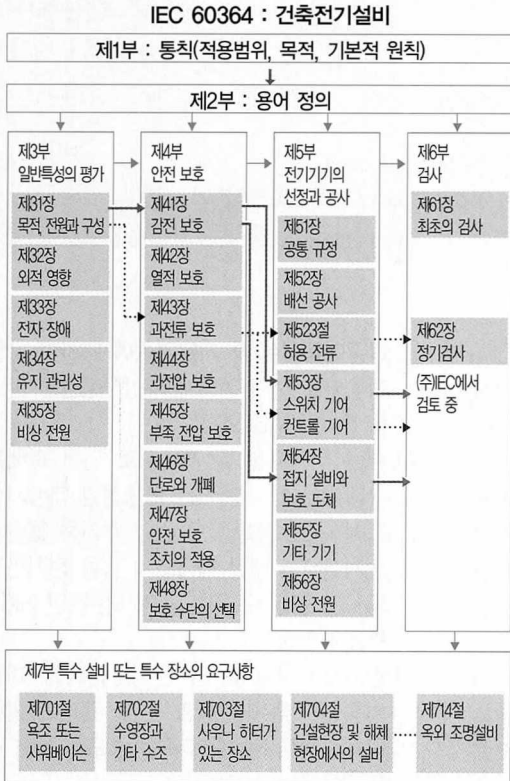 IEC 60364 : 건축전기설비
제1부 : 통칙(적용범위, 목적, 기본적 원칙)
제2부 : 용어 정의
제3부
일반특성의 평가
제31장
목적, 전원과 구성
제32장
외적 영향
제33장
전자 장애
제34장
유지 관리성
제35장
비상 전원
제4부
안전 보호
제41장
감전 보호
제42장
열적 보호
제43장
과전류 보호
제44장
과전압 보호
제45장
부족 전압 보호
제46장
단로와 개폐
제47장
안전 보호
조치의 적용
제48장
보호 수단의 선택
제5부
전기기기의
선정과 공사
제51장
공통 규정
제52장
배선 공사
제523절
허용 전류
제53장
스위치 기어
컨트롤 기어
제54장
접지 설비와
보호 도체
제55장
기타 기기
제56장
비상 전원
제6부
검사
제61장
최초의 검사
제62장
정기검사
(주)IEC에서
검토 중
제7부 특수 설비 또는 특수 장소의 요구사항
제701절
욕조 또는
샤워베이슨
제702절
수영장과
기타 수조
제703절
사우나 히터가
있는 장소
제704절
건설현장 및 해체
현장에서의 설비
제714절
옥외 조명설비